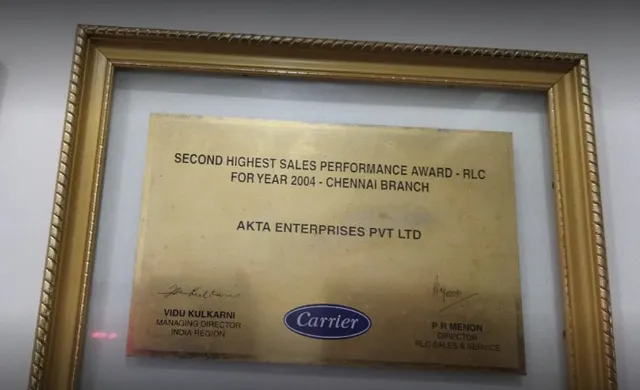 SECOND HIGHEST SALES PERFORMANCE AWARD - RLC
FOR YEAR 2004 - CHENNAI BRANCH
AKTA ENTERPRISES PVT LTD
VIDU KULKARNI
MANAGING DIRECTOR
INDIA REGION
Carrier
P R MENON
DIRECTOR
RLC SALES & SERVICE